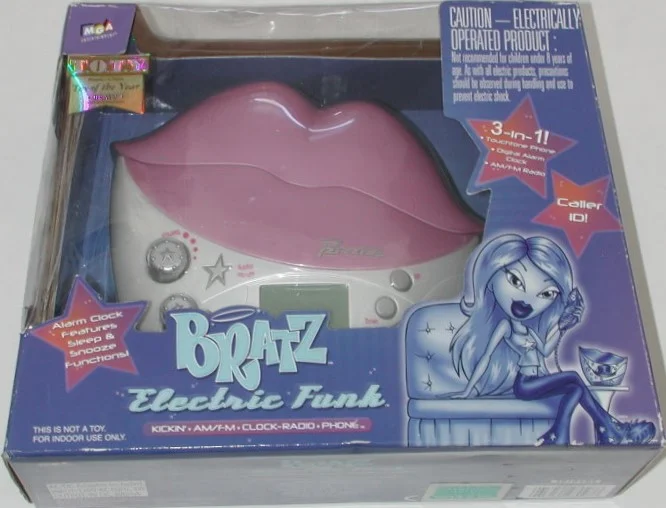 MGA
TOTY
Toy of the Year
CAUTION — ELECTRICALLY
OPERATED PRODUCT:
Not recommended for children under 8 years of
age. As with all electric products, precautions
should be observed during handling and use to
prevent electric shock.
3-in-1!
• Touchtone Phone
• Digital Alarm
Clock
• AM/FM Radio
Caller
ID!
Bratz
Alarm Clock
Features
Sleep &
Snooze
Functions!
BRATZ
Electric Funk
KICKIN' • AM/F-M • CLOCK-RADIO • PHONE
THIS IS NOT A TOY.
FOR INDOOR USE ONLY.
BRATZ